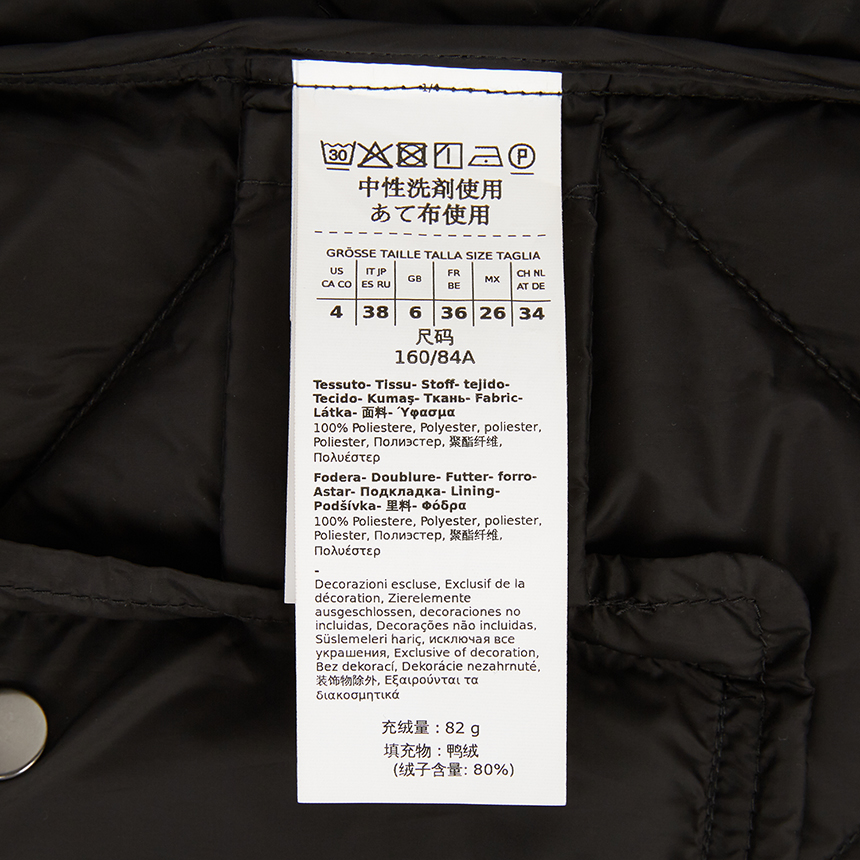 1/4
30 P
中性洗剤使用
あて布使用
GRÖSSE TAILLE TALLA SIZE TAGLIA
US CA CO IT JP ES RU GB FR BE MX CH NL AT DE
4 38 6 36 26 34
尺码
160/84A
Tessuto- Tissu- Stoff- tejido-
Tecido- Kumaş- Ткань- Fabric-
Látka- 面料- Ύφασμα
100% Poliestere, Polyester, poliester,
Poliester, Полиэстер, 聚酯纤维,
Πολυέστερ
Fodera- Doublure- Futter- forro-
Astar- Подкладка- Lining-
Podšívka- 里料- Φόδρα
100% Poliestere, Polyester, poliester,
Poliester, Полиэстер, 聚酯纤维,
Πολυέστερ
-
Decorazioni escluse, Exclusif de la
décoration, Zierelemente
ausgeschlossen, decoraciones no
incluidas, Decorações não incluidas,
Süslemeleri hariç, исключая все
украшения, Exclusive of decoration,
Bez dekorací, Dekorácie nezahrnuté,
装饰物除外, Εξαιρούνται τα
διακοσμητικά
充绒量 : 82 g
填充物 : 鸭绒
(绒子含量: 80%)